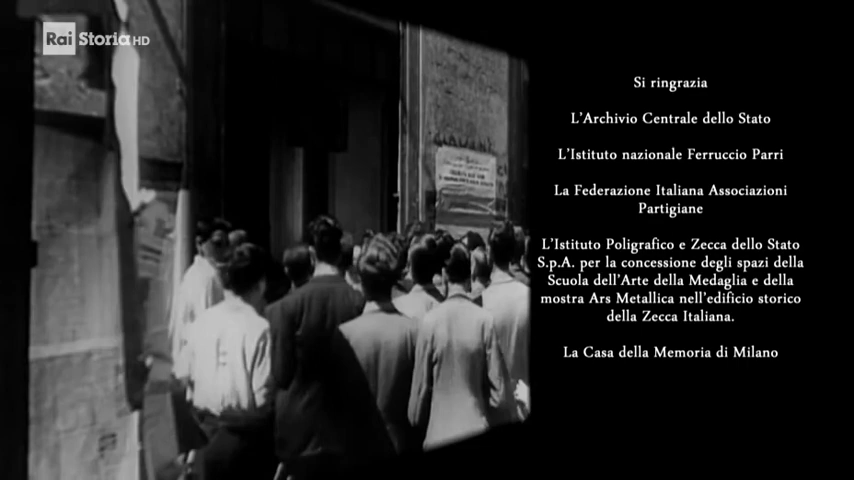 Rai Storia HD
Si ringrazia
L'Archivio Centrale dello Stato
L'Istituto nazionale Ferruccio Parri
La Federazione Italiana Associazioni
Partigiane
L'Istituto Poligrafico e Zecca dello Stato
S.p.A. per la concessione degli spazi della
Scuola dell'Arte della Medaglia e della
mostra Ars Metallica nell'edificio storico
della Zecca Italiana.
La Casa della Memoria di Milano